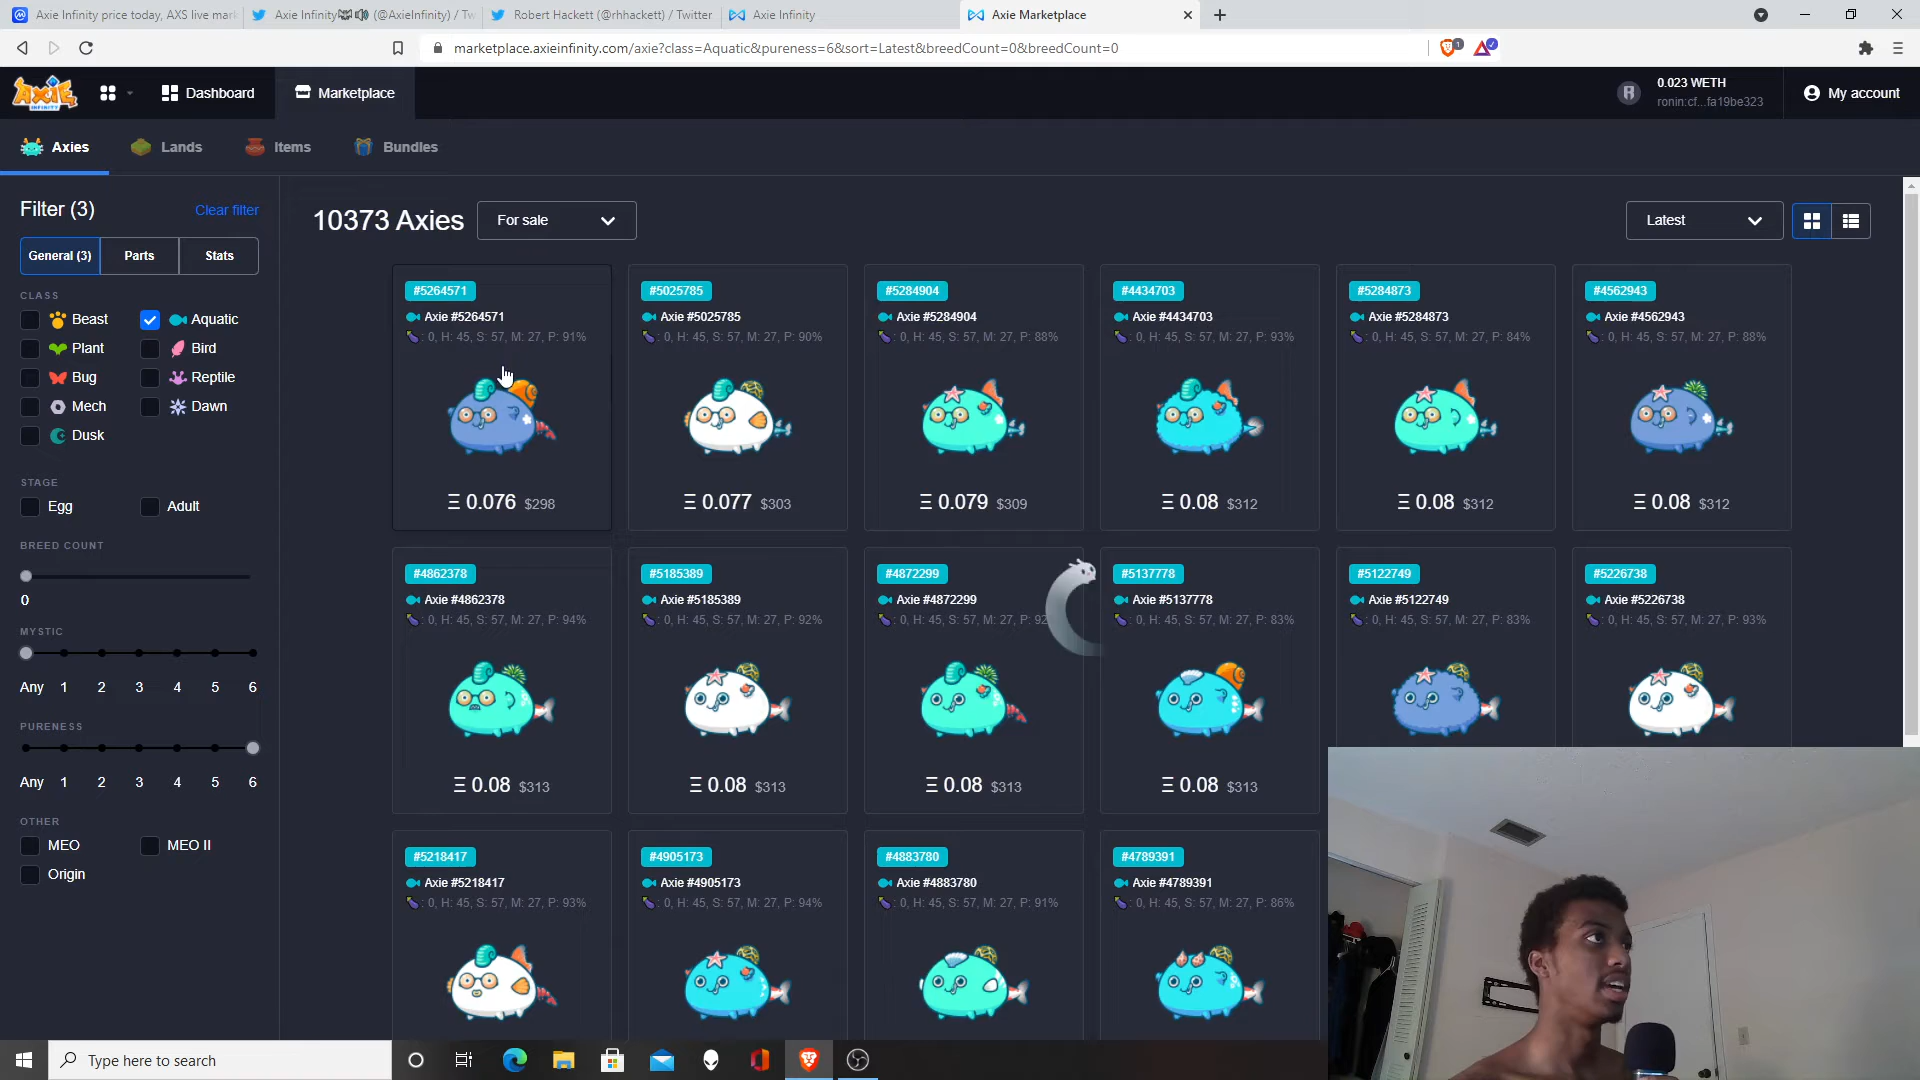 Axie Infinity price today, AXS live mark
Axie Infinity (@AxieInfinity) / Tw
Robert Hackett (@rhhackett) / Twitter
Axie Infinity
Axie Marketplace
marketplace.axieinfinity.com/axie?class=Aquatic&pureness=6&sort=Latest&breedCount=0&breedCount=0
AXIE
INFINITY
Dashboard
Marketplace
0.023 WETH
ronin:cf...fa19be323
My account
Axies
Lands
Items
Bundles
Filter (3)
Clear filter
General (3)
Parts
Stats
CLASS
Beast
Aquatic
Plant
Bird
Bug
Reptile
Mech
Dawn
Dusk
STAGE
Egg
Adult
BREED COUNT
0
MYSTIC
Any 1 2 3 4 5 6
PURENESS
Any 1 2 3 4 5 6
OTHER
MEO
MEO II
Origin
10373 Axies
For sale
Latest
#5264571
Axie #5264571
: 0, H: 45, S: 57, M: 27, P: 91%
Ξ 0.076 $298
#5025785
Axie #5025785
: 0, H: 45, S: 57, M: 27, P: 90%
Ξ 0.077 $303
#5284904
Axie #5284904
: 0, H: 45, S: 57, M: 27, P: 88%
Ξ 0.079 $309
#4434703
Axie #4434703
: 0, H: 45, S: 57, M: 27, P: 93%
Ξ 0.08 $312
#5284873
Axie #5284873
: 0, H: 45, S: 57, M: 27, P: 84%
Ξ 0.08 $312
#4562943
Axie #4562943
: 0, H: 45, S: 57, M: 27, P: 88%
Ξ 0.08 $312
#4862378
Axie #4862378
: 0, H: 45, S: 57, M: 27, P: 94%
Ξ 0.08 $313
#5185389
Axie #5185389
: 0, H: 45, S: 57, M: 27, P: 92%
Ξ 0.08 $313
#4872299
Axie #4872299
: 0, H: 45, S: 57, M: 27, P: 92
Ξ 0.08 $313
#5137778
Axie #5137778
: 0, H: 45, S: 57, M: 27, P: 83%
Ξ 0.08 $313
#5122749
Axie #5122749
: 0, H: 45, S: 57, M: 27, P: 83%
#5226738
Axie #5226738
: 0, H: 45, S: 57, M: 27, P: 93%
#5218417
Axie #5218417
: 0, H: 45, S: 57, M: 27, P: 93%
#4905173
Axie #4905173
: 0, H: 45, S: 57, M: 27, P: 94%
#4883780
Axie #4883780
: 0, H: 45, S: 57, M: 27, P: 91%
#4789391
Axie #4789391
: 0, H: 45, S: 57, M: 27, P: 86%
Type here to search